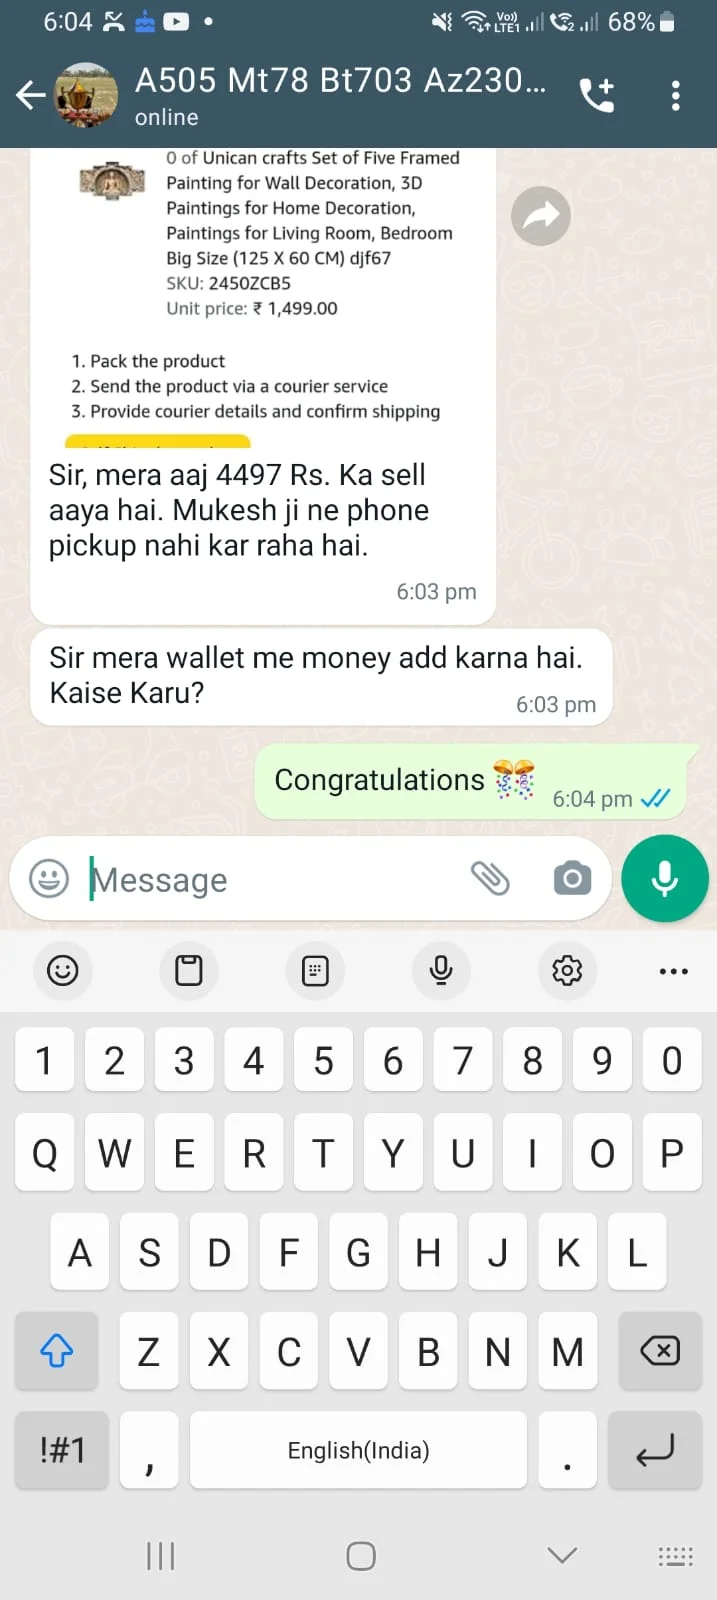 6:04
Vo))
LTE1
2
68%
A505 Mt78 Bt703 Az230...
online
0 of Unican crafts Set of Five Framed
Painting for Wall Decoration, 3D
Paintings for Home Decoration,
Paintings for Living Room, Bedroom
Big Size (125 X 60 CM) djf67
SKU: 2450ZCB5
Unit price: ₹ 1,499.00
1. Pack the product
2. Send the product via a courier service
3. Provide courier details and confirm shipping
Sir, mera aaj 4497 Rs. Ka sell
aaya hai. Mukesh ji ne phone
pickup nahi kar raha hai.
6:03 pm
Sir mera wallet me money add karna hai.
Kaise Karu?
6:03 pm
Congratulations 🎊
6:04 pm
Message
1 2 3 4 5 6 7 8 9 0
Q W E R T Y U I O P
A S D F G H J K L
Z X C V B N M
!#1 , English(India) .